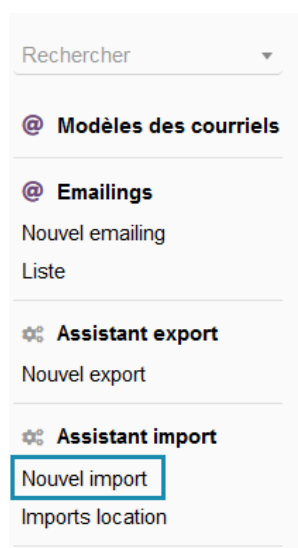 Rechercher
@ Modèles des courriels
@ Emailings
Nouvel emailing
Liste
Assistant export
Nouvel export
Assistant import
Nouvel import
Imports location